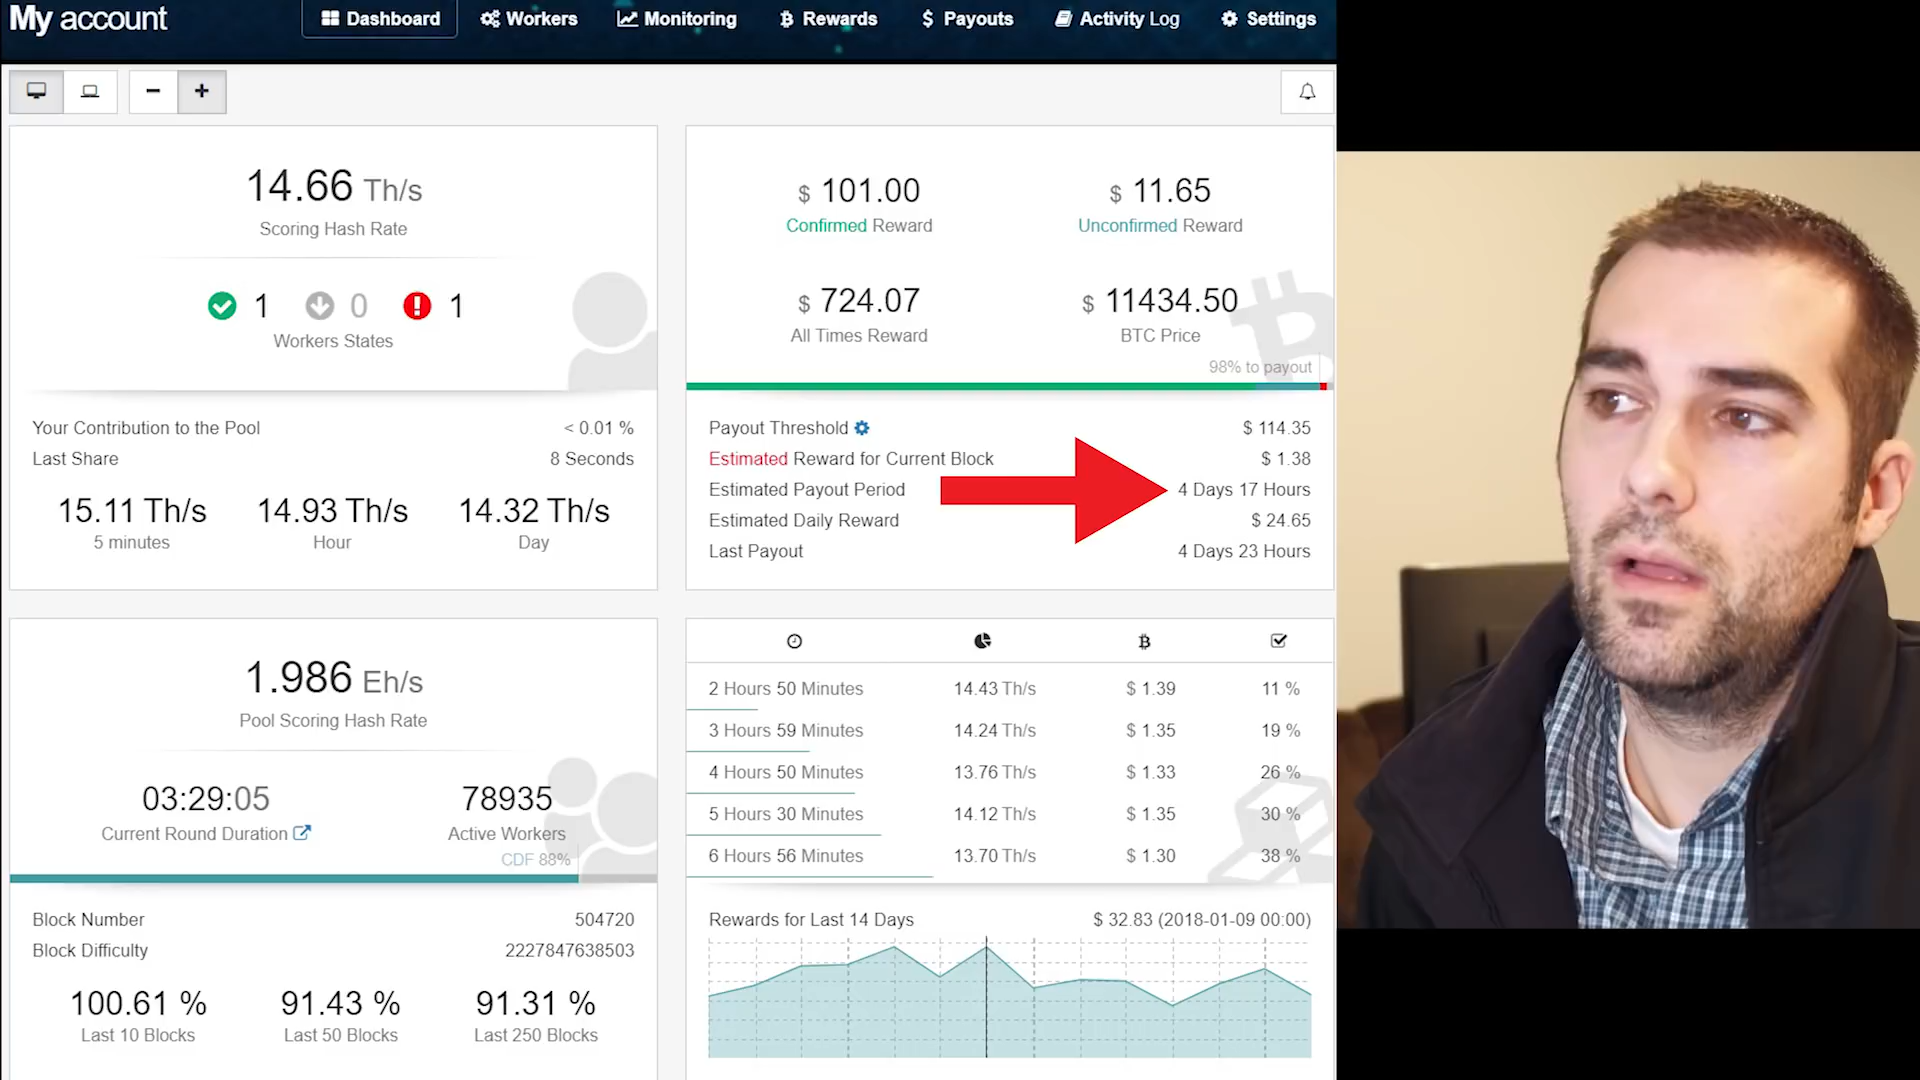 My account
Dashboard
Workers
Monitoring
Rewards
Payouts
Activity Log
Settings
14.66 Th/s
Scoring Hash Rate
1 0 1
Workers States
Your Contribution to the Pool < 0.01 %
Last Share 8 Seconds
15.11 Th/s 14.93 Th/s 14.32 Th/s
5 minutes Hour Day
$ 101.00 $ 11.65
Confirmed Reward Unconfirmed Reward
$ 724.07 $ 11434.50
All Times Reward BTC Price
98% to payout
Payout Threshold $ 114.35
Estimated Reward for Current Block $ 1.38
Estimated Payout Period 4 Days 17 Hours
Estimated Daily Reward $ 24.65
Last Payout 4 Days 23 Hours
1.986 Eh/s
Pool Scoring Hash Rate
03:29:05 78935
Current Round Duration Active Workers
CDF 88%
Block Number 504720
Block Difficulty 2227847638503
100.61 % 91.43 % 91.31 %
Last 10 Blocks Last 50 Blocks Last 250 Blocks
2 Hours 50 Minutes 14.43 Th/s $ 1.39 11 %
3 Hours 59 Minutes 14.24 Th/s $ 1.35 19 %
4 Hours 50 Minutes 13.76 Th/s $ 1.33 26 %
5 Hours 30 Minutes 14.12 Th/s $ 1.35 30 %
6 Hours 56 Minutes 13.70 Th/s $ 1.30 38 %
Rewards for Last 14 Days $ 32.83 (2018-01-09 00:00)